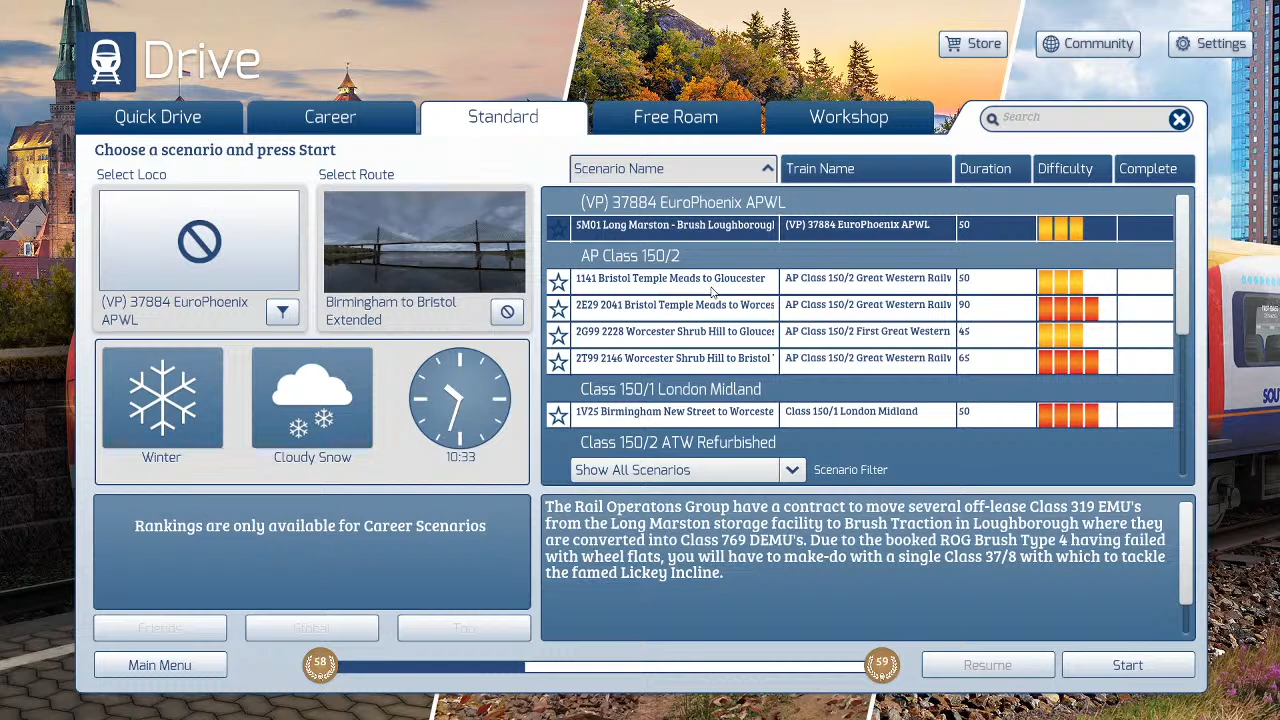 Drive
Store
Community
Settings
Quick Drive
Career
Standard
Free Roam
Workshop
Search
Choose a scenario and press Start
Select Loco
Select Route
(VP) 37884 EuroPhoenix
APWL
Birmingham to Bristol
Extended
Winter
Cloudy Snow
10:33
Rankings are only available for Career Scenarios
Friends
Global
Top
Main Menu
58
59
Scenario Name
Train Name
Duration
Difficulty
Complete
(VP) 37884 EuroPhoenix APWL
5M01 Long Marston - Brush Loughboroug
(VP) 37884 EuroPhoenix APWL
50
AP Class 150/2
1141 Bristol Temple Meads to Gloucester
AP Class 150/2 Great Western Railv
50
2E29 2041 Bristol Temple Meads to Worces
AP Class 150/2 Great Western Railv
90
2G99 2228 Worcester Shrub Hill to Glouces
AP Class 150/2 First Great Western
45
2T99 2146 Worcester Shrub Hill to Bristol
AP Class 150/2 Great Western Railv
65
Class 150/1 London Midland
1V25 Birmingham New Street to Worceste
Class 150/1 London Midland
50
Class 150/2 ATW Refurbished
Show All Scenarios
Scenario Filter
The Rail Operatons Group have a contract to move several off-lease Class 319 EMU's
from the Long Marston storage facility to Brush Traction in Loughborough where they
are converted into Class 769 DEMU's. Due to the booked ROG Brush Type 4 having failed
with wheel flats, you will have to make-do with a single Class 37/8 with which to tackle
the famed Lickey Incline.
Resume
Start